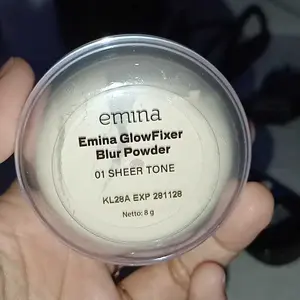 emina
Emina GlowFixer
Blur Powder
01 SHEER TONE
KL28A EXP 281128
Netto: 8 g